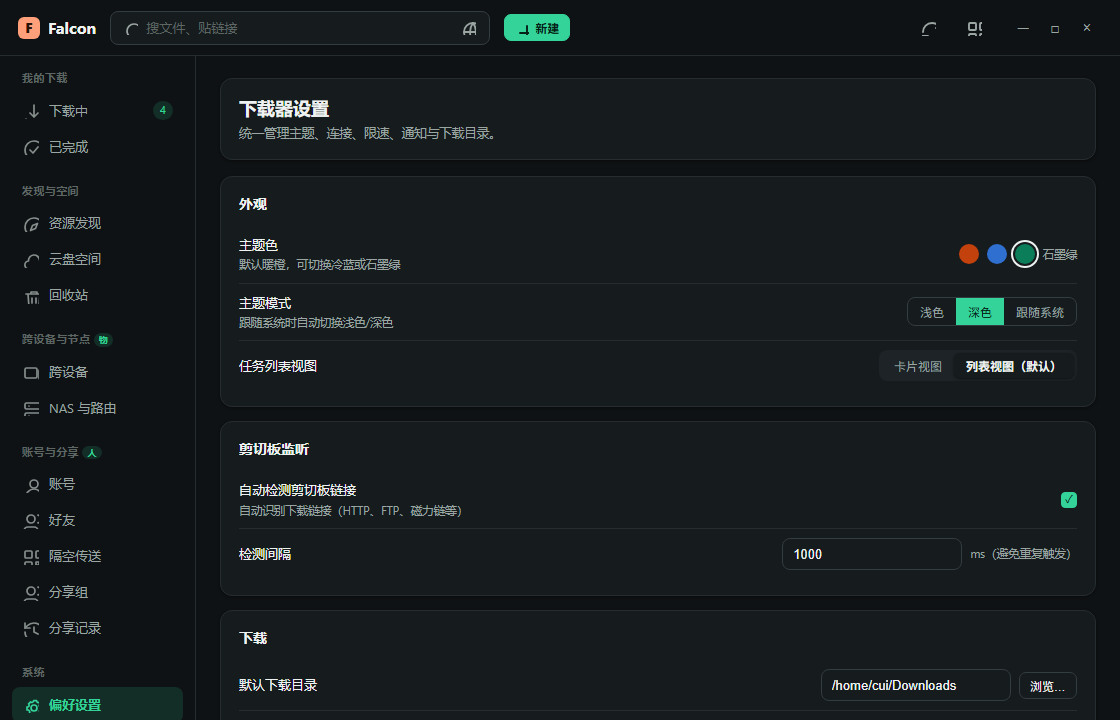 F Falcon
搜文件、贴链接
新建
我的下载
下载中 4
已完成
发现与空间
资源发现
云盘空间
回收站
跨设备与节点 物
跨设备
NAS 与路由
账号与分享 人
账号
好友
隔空传送
分享组
分享记录
系统
偏好设置
下载器设置
统一管理主题、连接、限速、通知与下载目录。
外观
主题色
默认暖橙，可切换冷蓝或石墨绿
石墨绿
主题模式
跟随系统时自动切换浅色/深色
浅色 深色 跟随系统
任务列表视图
卡片视图 列表视图（默认）
剪切板监听
自动检测剪切板链接
自动识别下载链接（HTTP、FTP、磁力链等）
检测间隔
1000 ms（避免重复触发）
下载
默认下载目录
/home/cui/Downloads 浏览…